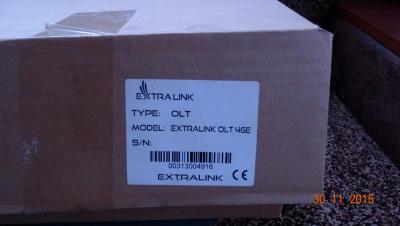 EXTRALINK
TYPE: OLT
MODEL: EXTRALINK OLT 4GE
S/N:
00313004916
EXTRALINK CE
30 11 2015